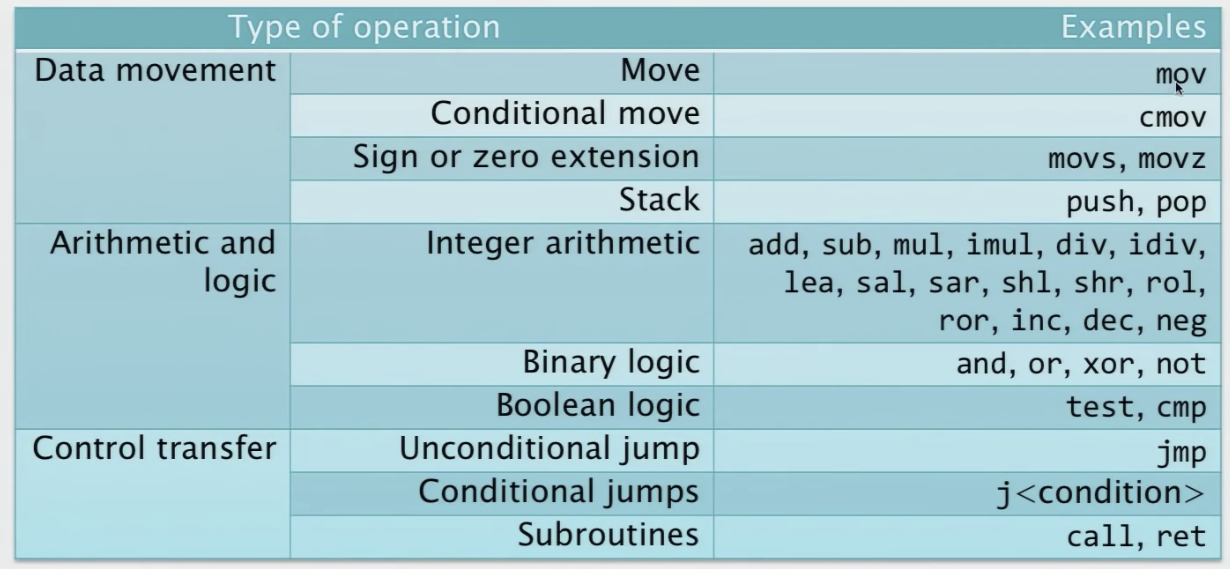 Type of operation Examples
Data movement Move mov
Conditional move cmov
Sign or zero extension movs, movz
Stack push, pop
Arithmetic and Integer arithmetic add, sub, mul, imul, div, idiv,
logic lea, sal, sar, shl, shr, rol,
ror, inc, dec, neg
Binary logic and, or, xor, not
Boolean logic test, cmp
Control transfer Unconditional jump jmp
Conditional jumps j<condition>
Subroutines call, ret